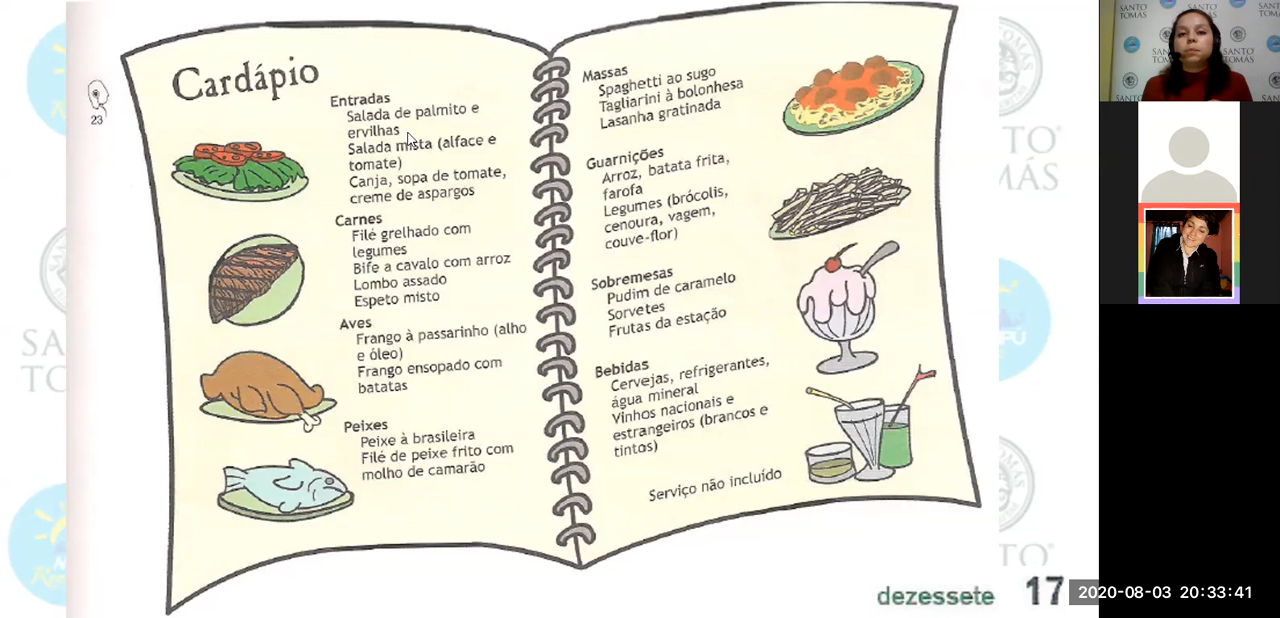 Cardápio
23
Entradas
Salada de palmito e
ervilhas
Salada mista (alface e
tomate)
Canja, sopa de tomate,
creme de aspargos
Carnes
Filé grelhado com
legumes
Bife a cavalo com arroz
Lombo assado
Espeto misto
Aves
Frango à passarinho (alho
e óleo)
Frango ensopado com
batatas
Peixes
Peixe à brasileira
Filé de peixe frito com
molho de camarão
Massas
Spaghetti ao sugo
Tagliarini à bolonhesa
Lasanha gratinada
Guarnições
Arroz, batata frita,
farofa
Legumes (brócolis,
cenoura, vagem,
couve-flor)
Sobremesas
Pudim de caramelo
Sorvetes
Frutas da estação
Bebidas
Cervejas, refrigerantes,
água mineral
Vinhos nacionais e
estrangeiros (brancos e
tintos)
Serviço não incluído
dezessete 17
2020-08-03 20:33:41
SANTO
TOMÁS